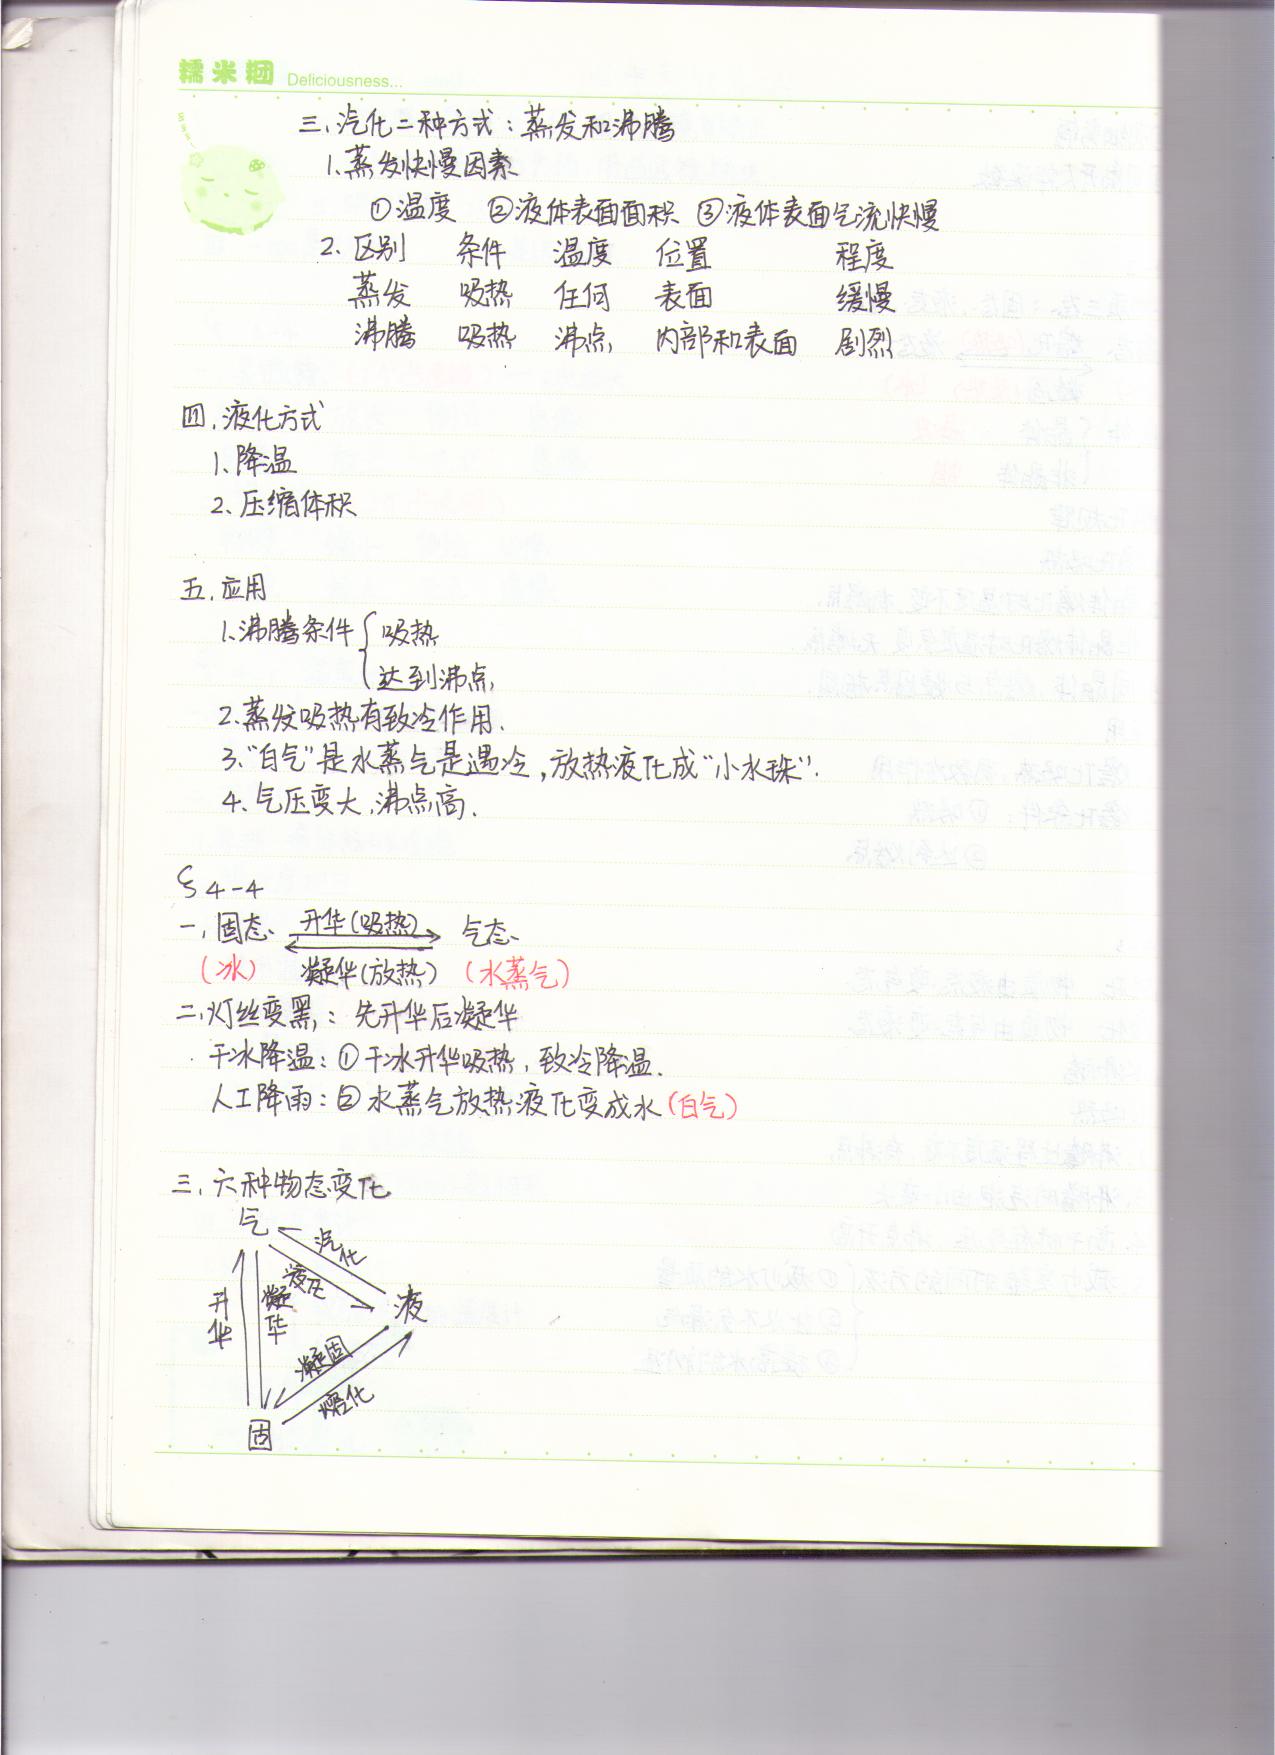 糯米团 Deliciousness...
三、汽化二种方式：蒸发和沸腾
1、蒸发快慢因素
①温度 ②液体表面面积 ③液体表面气流快慢
2、区别 条件 温度 位置 程度
蒸发 吸热 任何 表面 缓慢
沸腾 吸热 沸点 内部和表面 剧烈
四、液化方式
1、降温
2、压缩体积
五、应用
1、沸腾条件{吸热
达到沸点
2、蒸发吸热有致冷作用.
3、“白气”是水蒸气是遇冷,放热液化成“小水珠”.
4、气压变大,沸点高.
§4-4
一、固态 升华(吸热) 气态
(冰) 凝华(放热) (水蒸气)
二、灯丝变黑：先升华后凝华
干冰降温：①干冰升华吸热，致冷降温.
人工降雨：②水蒸气放热液化变成水(白气)
三、六种物态变化
气
汽化
液化
液
升华
凝华
凝固
熔化
固